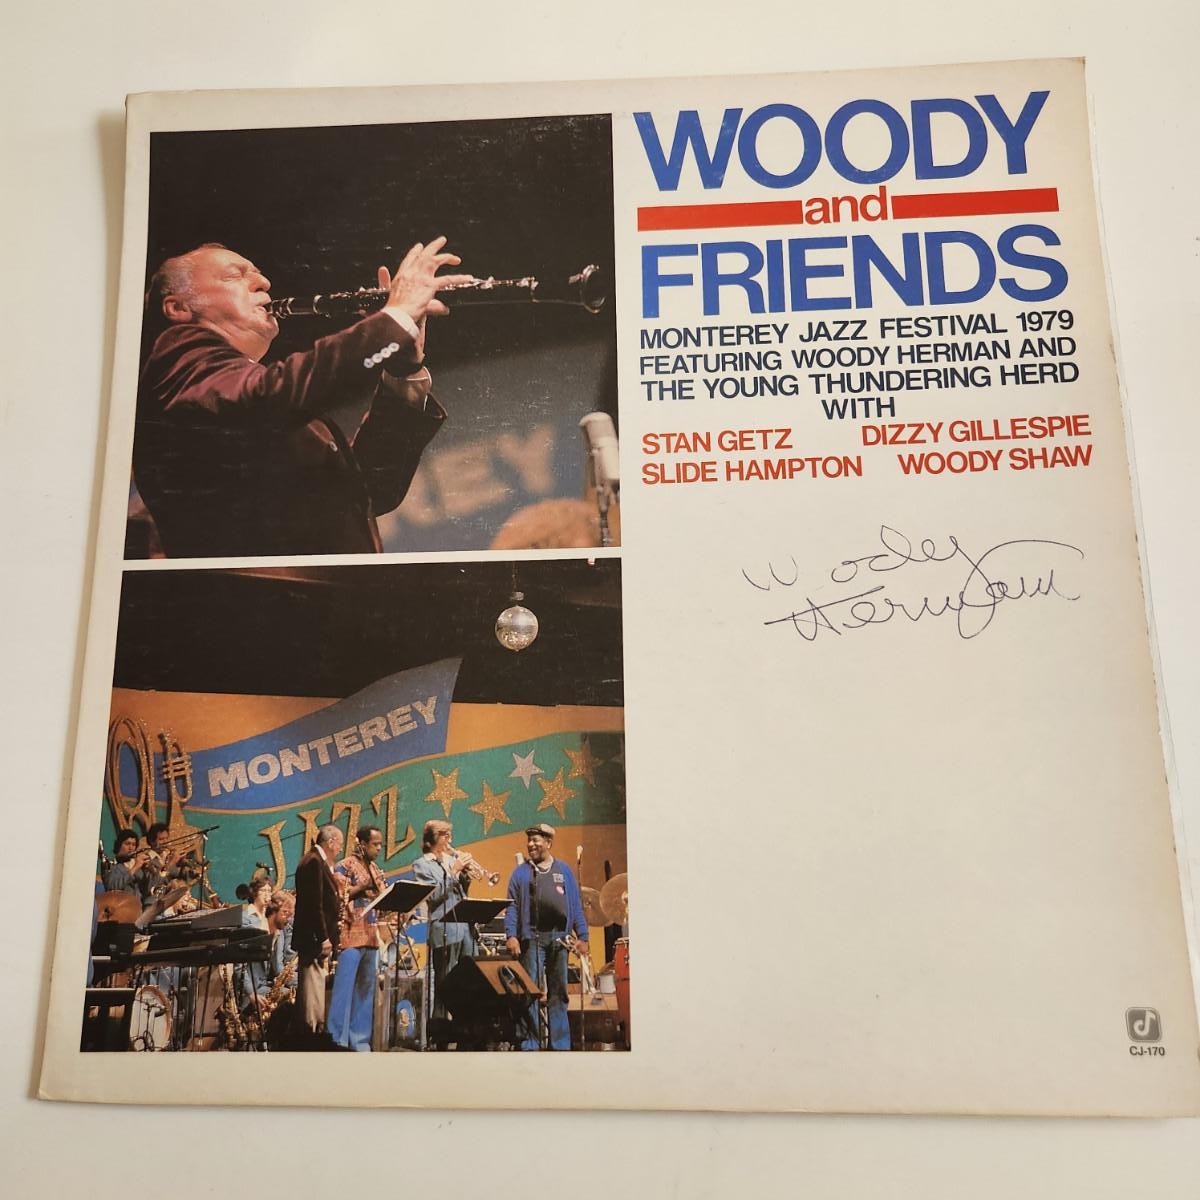 WOODY
and
FRIENDS
MONTEREY JAZZ FESTIVAL 1979
FEATURING WOODY HERMAN AND
THE YOUNG THUNDERING HERD
WITH
STAN GETZ DIZZY GILLESPIE
SLIDE HAMPTON WOODY SHAW
Woody
Herman
MONTEREY
JAZZ
CJ-170